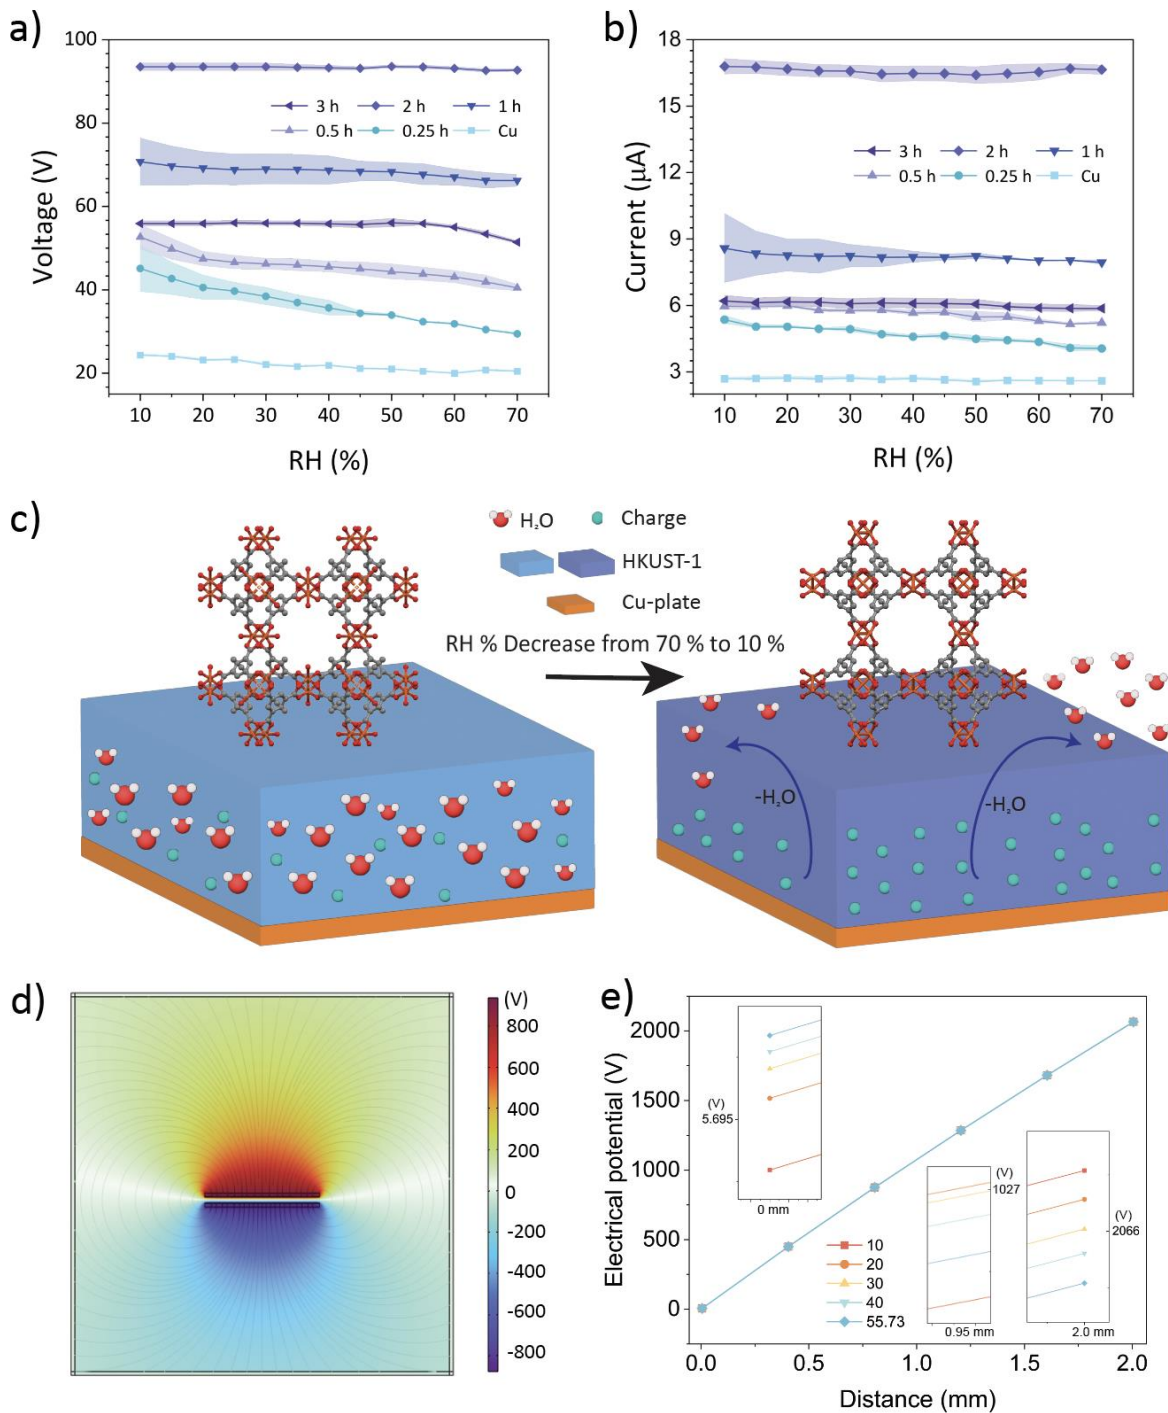 a)
100
80
60
40
20
Voltage (V)
3 h
2 h
1 h
0.5 h
0.25 h
Cu
10 20 30 40 50 60 70
RH (%)
b)
18
15
12
9
6
3
Current (µA)
3 h
2 h
1 h
0.5 h
0.25 h
Cu
10 20 30 40 50 60 70
RH (%)
c)
H₂O
Charge
HKUST-1
Cu-plate
RH % Decrease from 70 % to 10 %
-H₂O
-H₂O
d)
(V)
800
600
400
200
0
-200
-400
-600
-800
e)
2000
1500
1000
500
0
Electrical potential (V)
(V)
5.695
0 mm
(V)
1027
0.95 mm
(V)
2066
2.0 mm
10
20
30
40
55.73
0.0 0.5 1.0 1.5 2.0
Distance (mm)